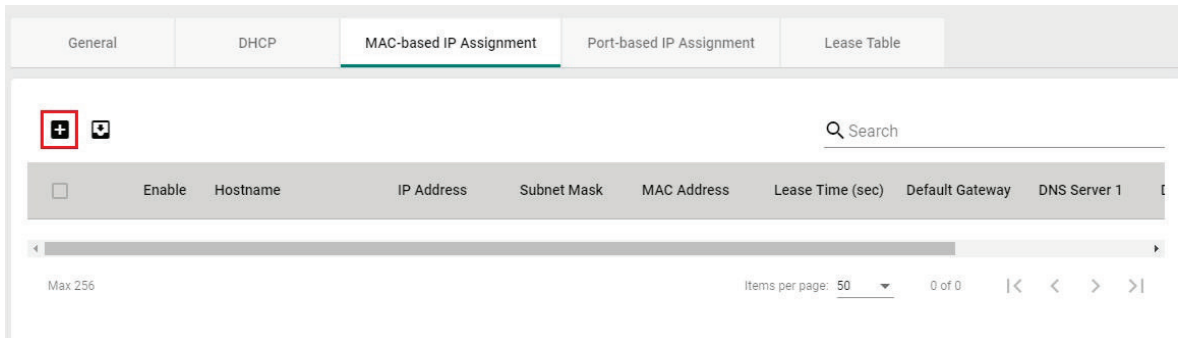 General DHCP MAC-based IP Assignment Port-based IP Assignment Lease Table
Search
Enable Hostname IP Address Subnet Mask MAC Address Lease Time (sec) Default Gateway DNS Server 1
Max 256 Items per page: 50 0 of 0